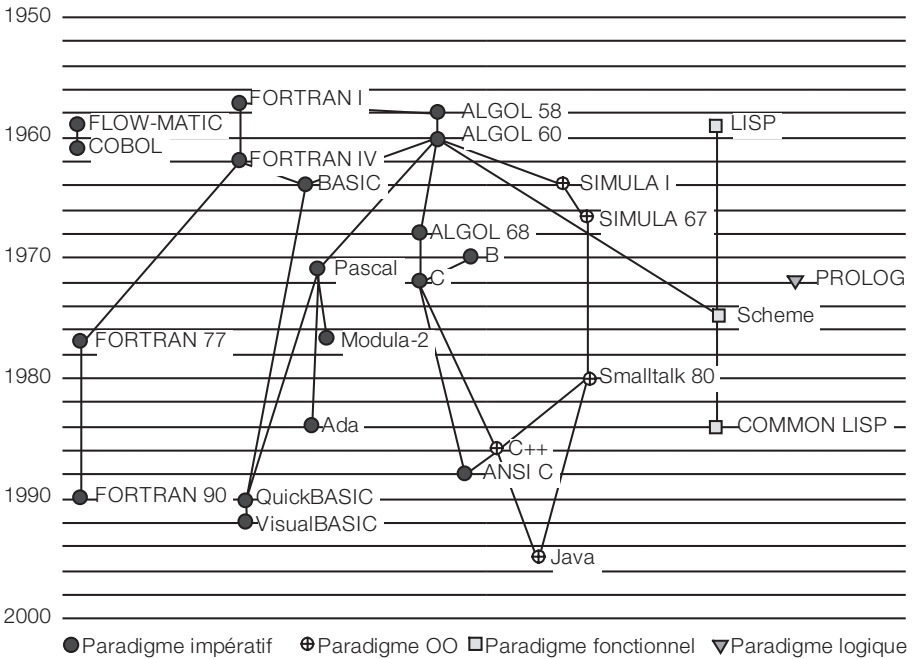 1950
FORTRAN I
ALGOL 58
FLOW-MATIC
LISP
1960
ALGOL 60
COBOL
FORTRAN IV
BASIC
SIMULA I
SIMULA 67
ALGOL 68
1970
B
Pascal
C
PROLOG
Scheme
FORTRAN 77
Modula-2
1980
Smalltalk 80
Ada
COMMON LISP
C++
ANSI C
1990
FORTRAN 90
QuickBASIC
VisualBASIC
Java
2000
Paradigme impératif
Paradigme OO
Paradigme fonctionnel
Paradigme logique